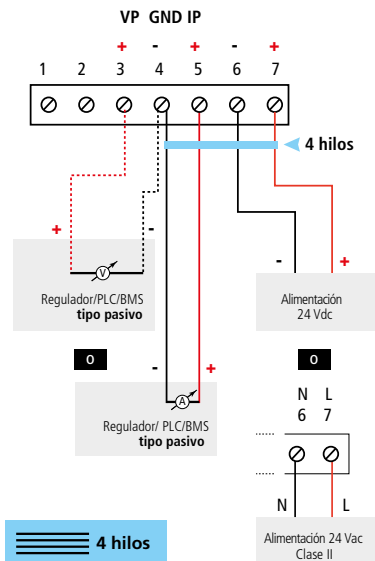 VP GND IP
+ - + - +
1 2 3 4 5 6 7
4 hilos
+ -
V
Regulador/PLC/BMS
tipo pasivo
- +
Alimentación
24 Vdc
o
o
- +
A
Regulador/ PLC/BMS
tipo pasivo
N L
6 7
N L
Alimentación 24 Vac
Clase II
4 hilos